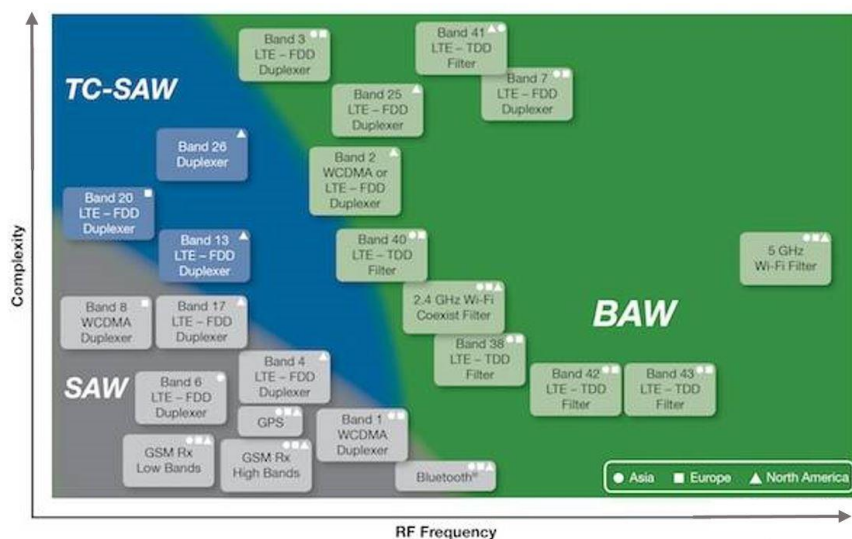 Complexity
TC-SAW
Band 3
LTE – FDD
Duplexer
Band 41
LTE – TDD
Filter
Band 7
LTE – FDD
Duplexer
Band 25
LTE – FDD
Duplexer
Band 26
Duplexer
Band 2
WCDMA or
LTE – FDD
Duplexer
Band 20
LTE – FDD
Duplexer
Band 13
LTE – FDD
Duplexer
Band 40
LTE – TDD
Filter
5 GHz
Wi-Fi Filter
Band 8
WCDMA
Duplexer
Band 17
LTE – FDD
Duplexer
2.4 GHz Wi-Fi
Coexist Filter
BAW
Band 38
LTE – TDD
Filter
SAW
Band 6
LTE – FDD
Duplexer
Band 4
LTE – FDD
Duplexer
Band 42
LTE – TDD
Filter
Band 43
LTE – TDD
Filter
GPS
Band 1
WCDMA
Duplexer
GSM Rx
Low Bands
GSM Rx
High Bands
Bluetooth®
Asia Europe North America
RF Frequency